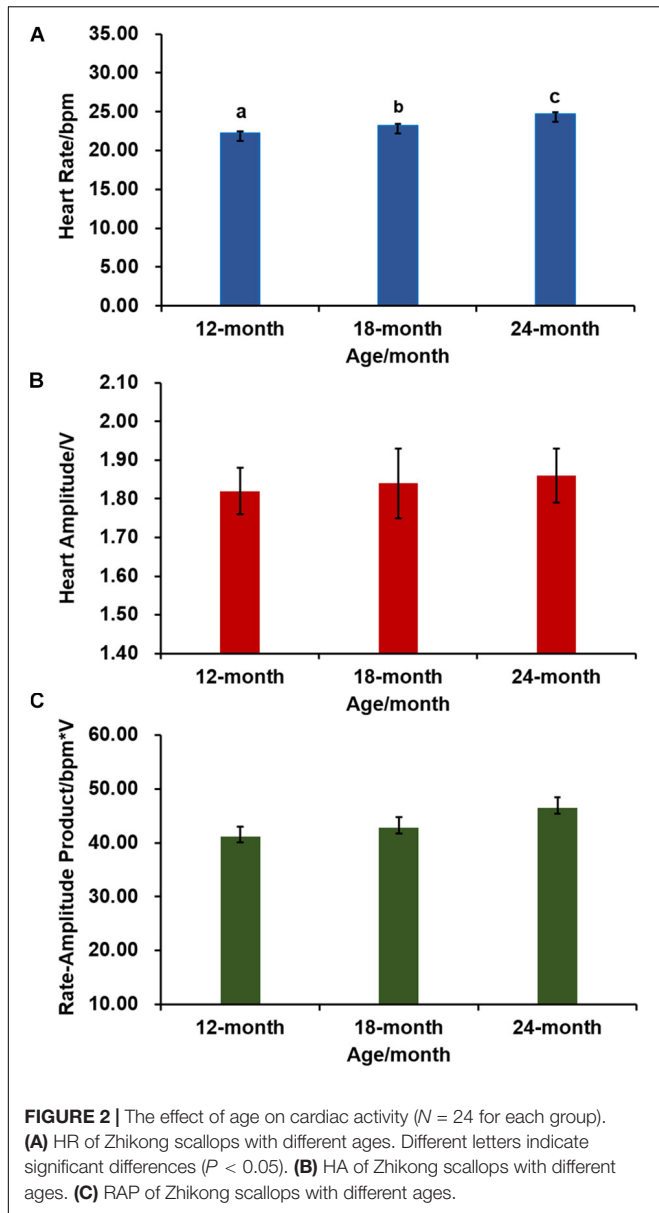 A
35.00
30.00
25.00
20.00
15.00
10.00
5.00
0.00
Heart Rate/bpm
a
b
c
12-month 18-month 24-month
Age/month
B
2.10
2.00
1.90
1.80
1.70
1.60
1.50
1.40
Heart Amplitude/V
12-month 18-month 24-month
Age/month
C
60.00
50.00
40.00
30.00
20.00
10.00
Rate-Amplitude Product/bpm*V
12-month 18-month 24-month
Age/month
FIGURE 2 | The effect of age on cardiac activity (N = 24 for each group).
(A) HR of Zhikong scallops with different ages. Different letters indicate
significant differences (P < 0.05). (B) HA of Zhikong scallops with different
ages. (C) RAP of Zhikong scallops with different ages.